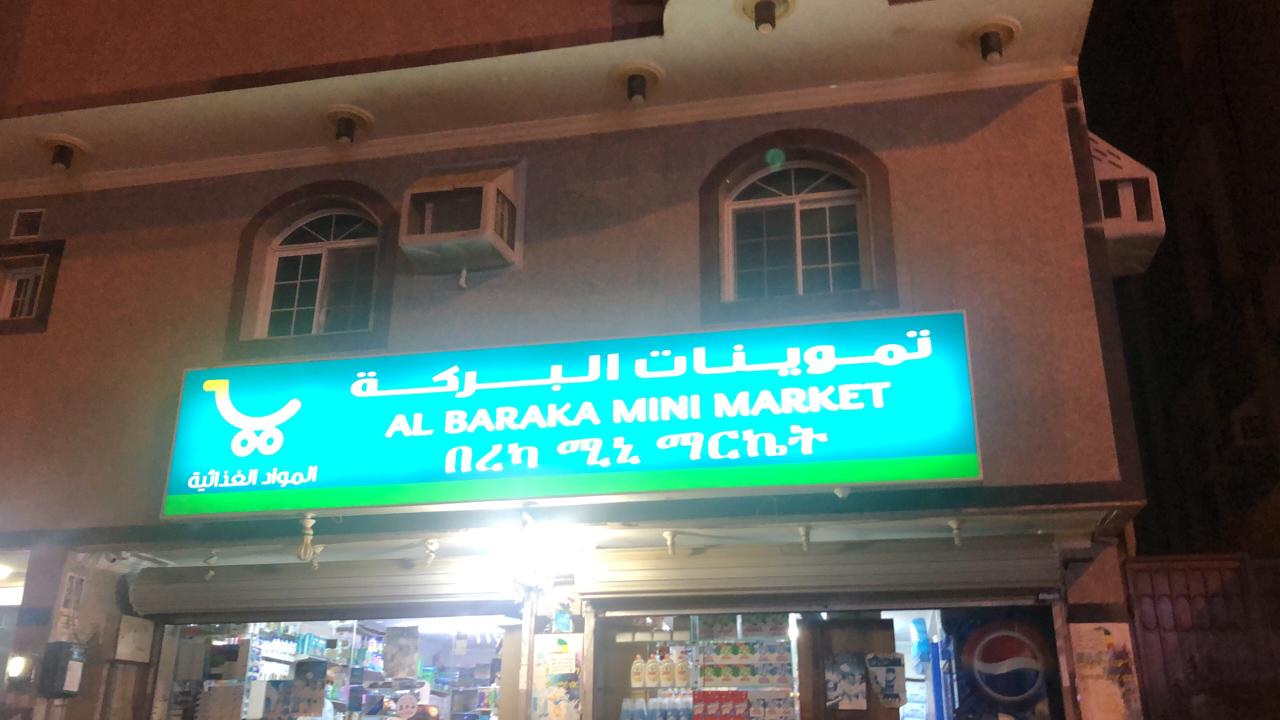 تموينات البركة
AL BARAKA MINI MARKET
በረካ ሚኒ ማርኬት
المواد الغذائية